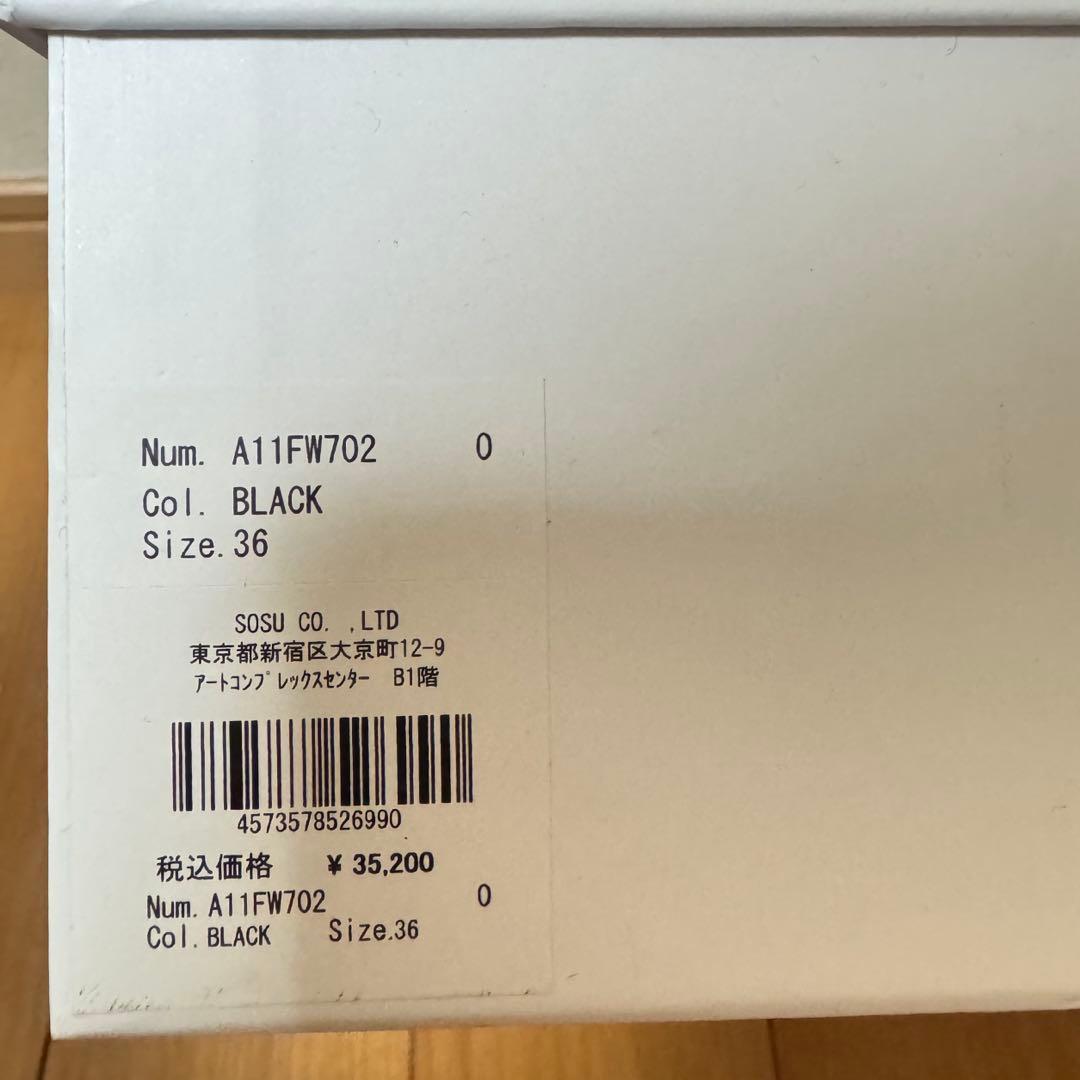 Num. A11FW702 0
Col. BLACK
Size.36
SOSU CO. ,LTD
東京都新宿区大京町12-9
ｱｰﾄｺﾝﾌﾟﾚｯｸｽｾﾝﾀｰ B1階
4573578526990
税込価格 ¥ 35,200
Num. A11FW702 0
Col. BLACK Size.36